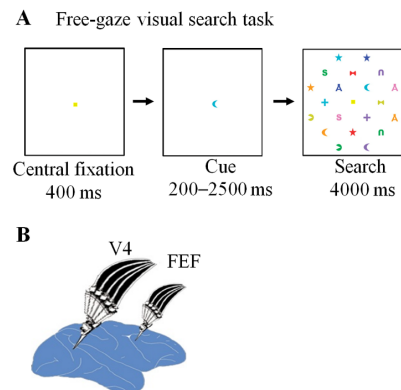 A Free-gaze visual search task
Central fixation
400 ms
Cue
200–2500 ms
Search
4000 ms
B
V4
FEF